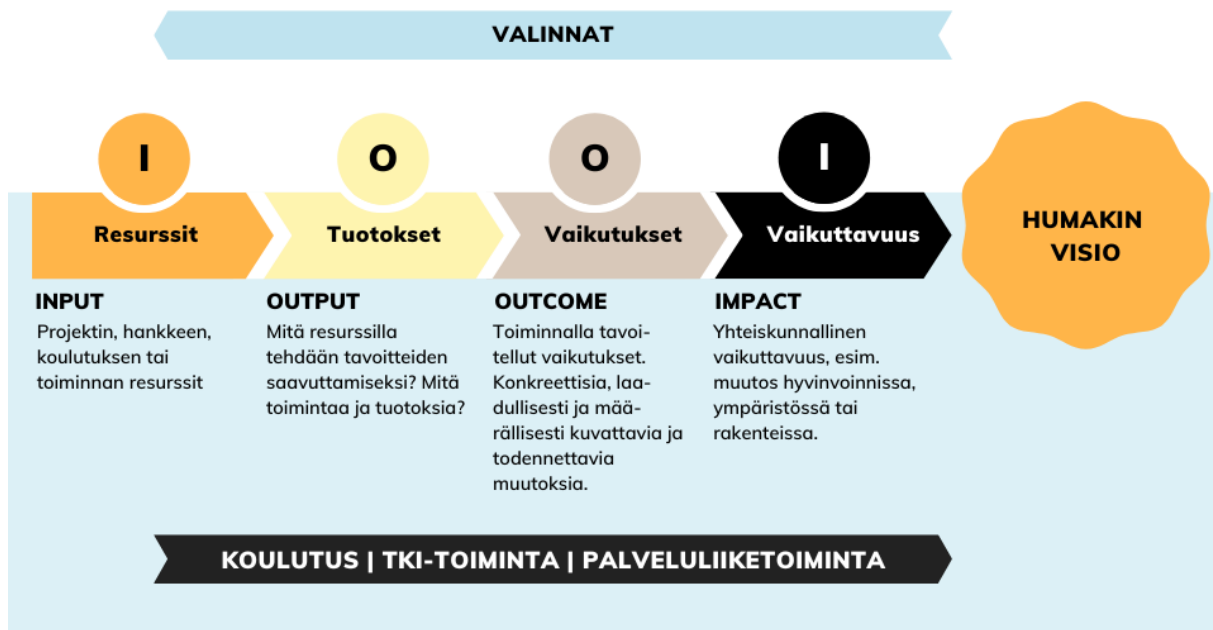 VALINNAT
I
O
O
I
Resurssit
Tuotokset
Vaikutukset
Vaikuttavuus
HUMAKIN
VISIO
INPUT
Projektin, hankkeen,
koulutuksen tai
toiminnan resurssit
OUTPUT
Mitä resurssilla
tehdään tavoitteiden
saavuttamiseksi? Mitä
toimintaa ja tuotoksia?
OUTCOME
Toiminnalla tavoi-
tellut vaikutukset.
Konkreettisia, laa-
dullisesti ja mää-
rällisesti kuvattavia ja
todennettavia
muutoksia.
IMPACT
Yhteiskunnallinen
vaikuttavuus, esim.
muutos hyvinvoinnissa,
ympäristössä tai
rakenteissa.
KOULUTUS | TKI-TOIMINTA | PALVELULIIKETOIMINTA